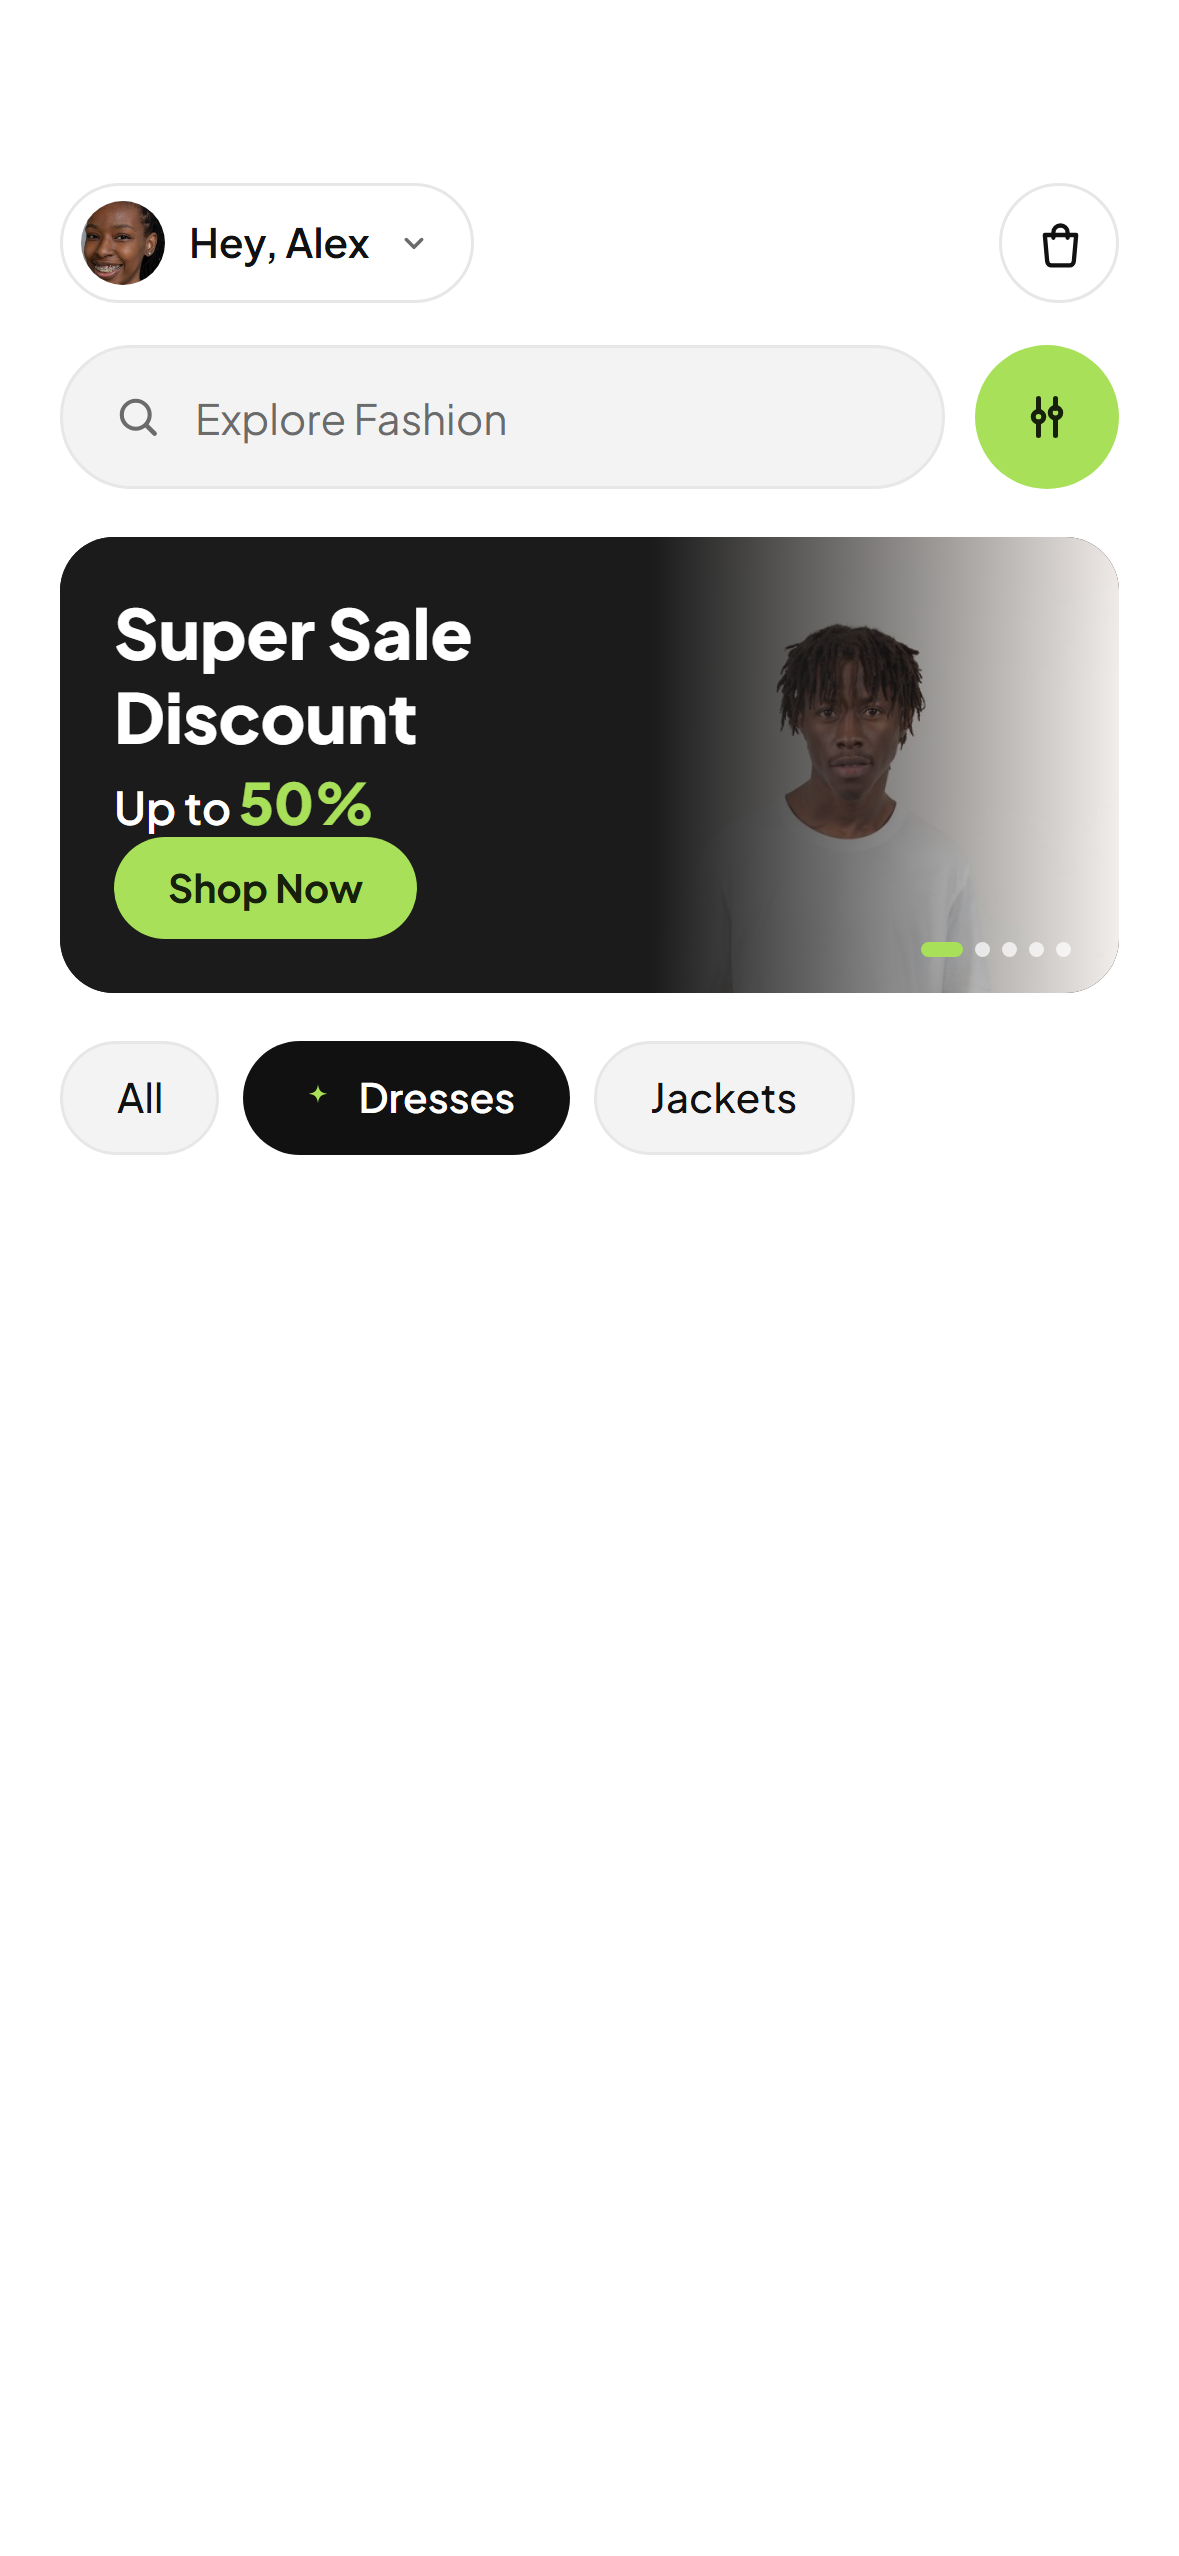 Hey, Alex
Explore Fashion
Super Sale
Discount
Up to 50%
Shop Now
All
Dresses
Jackets